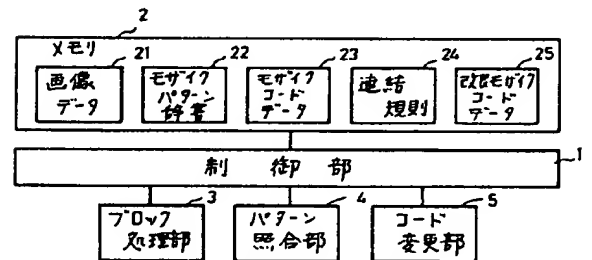 2
メモリ
21
22
23
24
25
画像
データ
モザイク
パターン
辞書
モザイク
コード
データ
連結
規則
改良モザイク
コード
データ
制御部
1
3
4
5
ブロック
処理部
パターン
照合部
コード
変更部